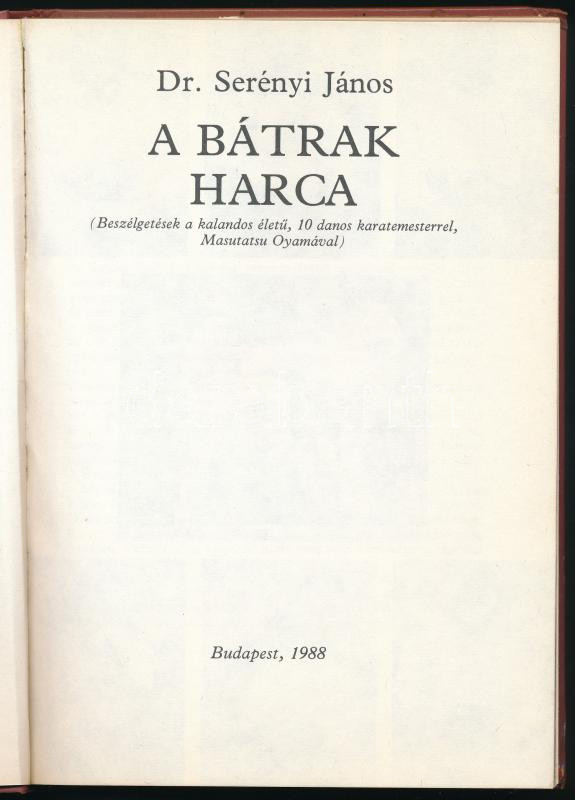 Dr. Serényi János
A BÁTRAK
HARCA
(Beszélgetések a kalandos életű, 10 danos karatemesterrel,
Masutatsu Oyamával)
Budapest, 1988